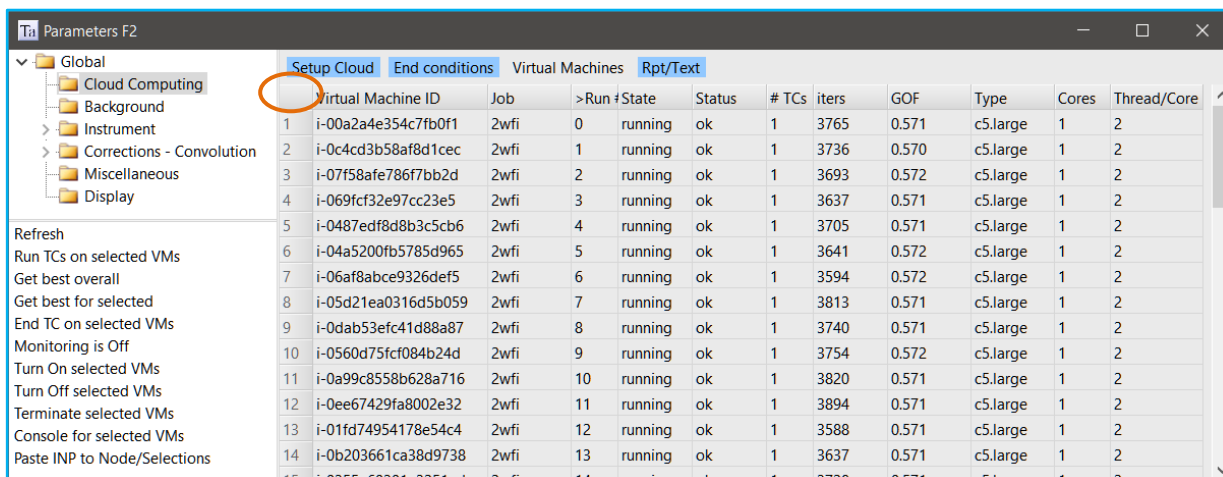 Ta Parameters F2
Global
Cloud Computing
Background
Instrument
Corrections - Convolution
Miscellaneous
Display
Refresh
Run TCs on selected VMs
Get best overall
Get best for selected
End TC on selected VMs
Monitoring is Off
Turn On selected VMs
Turn Off selected VMs
Terminate selected VMs
Console for selected VMs
Paste INP to Node/Selections
Setup Cloud End conditions Virtual Machines Rpt/Text
Virtual Machine ID Job >Run # State Status # TCs iters GOF Type Cores Thread/Core
1 i-00a2a4e354c7fb0f1 2wfi 0 running ok 1 3765 0.571 c5.large 1 2
2 i-0c4cd3b58af8d1cec 2wfi 1 running ok 1 3736 0.570 c5.large 1 2
3 i-07f58afe786f7bb2d 2wfi 2 running ok 1 3693 0.572 c5.large 1 2
4 i-069fcf32e97cc23e5 2wfi 3 running ok 1 3637 0.571 c5.large 1 2
5 i-0487edf8d8b3c5cb6 2wfi 4 running ok 1 3705 0.571 c5.large 1 2
6 i-04a5200fb5785d965 2wfi 5 running ok 1 3641 0.572 c5.large 1 2
7 i-06af8abce9326def5 2wfi 6 running ok 1 3594 0.572 c5.large 1 2
8 i-05d21ea0316d5b059 2wfi 7 running ok 1 3813 0.571 c5.large 1 2
9 i-0dab53efc41d88a87 2wfi 8 running ok 1 3740 0.571 c5.large 1 2
10 i-0560d75fcf084b24d 2wfi 9 running ok 1 3754 0.572 c5.large 1 2
11 i-0a99c8558b628a716 2wfi 10 running ok 1 3820 0.571 c5.large 1 2
12 i-0ee67429fa8002e32 2wfi 11 running ok 1 3894 0.571 c5.large 1 2
13 i-01fd74954178e54c4 2wfi 12 running ok 1 3588 0.571 c5.large 1 2
14 i-0b203661ca38d9738 2wfi 13 running ok 1 3637 0.571 c5.large 1 2